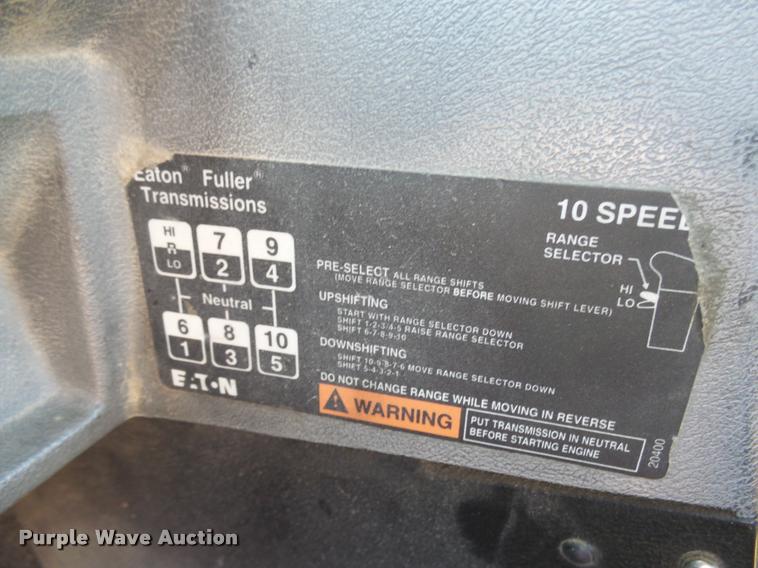 Eaton® Fuller®
Transmissions
HI
R
LO
7
2
9
4
Neutral
6
1
8
3
10
5
EATON
10 SPEED
RANGE
SELECTOR
HI
LO
PRE-SELECT ALL RANGE SHIFTS
(MOVE RANGE SELECTOR BEFORE MOVING SHIFT LEVER)
UPSHIFTING
START WITH RANGE SELECTOR DOWN
SHIFT 1-2-3-4-5 RAISE RANGE SELECTOR
SHIFT 6-7-8-9-10
DOWNSHIFTING
SHIFT 10-9-8-7-6 MOVE RANGE SELECTOR DOWN
SHIFT 5-4-3-2-1
DO NOT CHANGE RANGE WHILE MOVING IN REVERSE
WARNING
PUT TRANSMISSION IN NEUTRAL
BEFORE STARTING ENGINE
20400
Purple Wave Auction